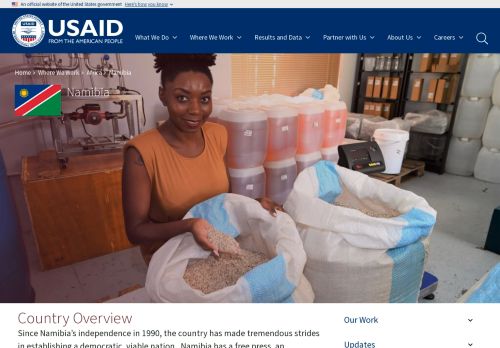 An official website of the United States government Here's how you know
USAID
FROM THE AMERICAN PEOPLE
What We Do
Where We Work
Results and Data
Partner with Us
About Us
Careers
Home > Where We Work > Africa > Namibia
Namibia
Country Overview
Since Namibia's independence in 1990, the country has made tremendous strides
in establishing a democratic, viable nation. Namibia has a free press, an
Our Work
Updates